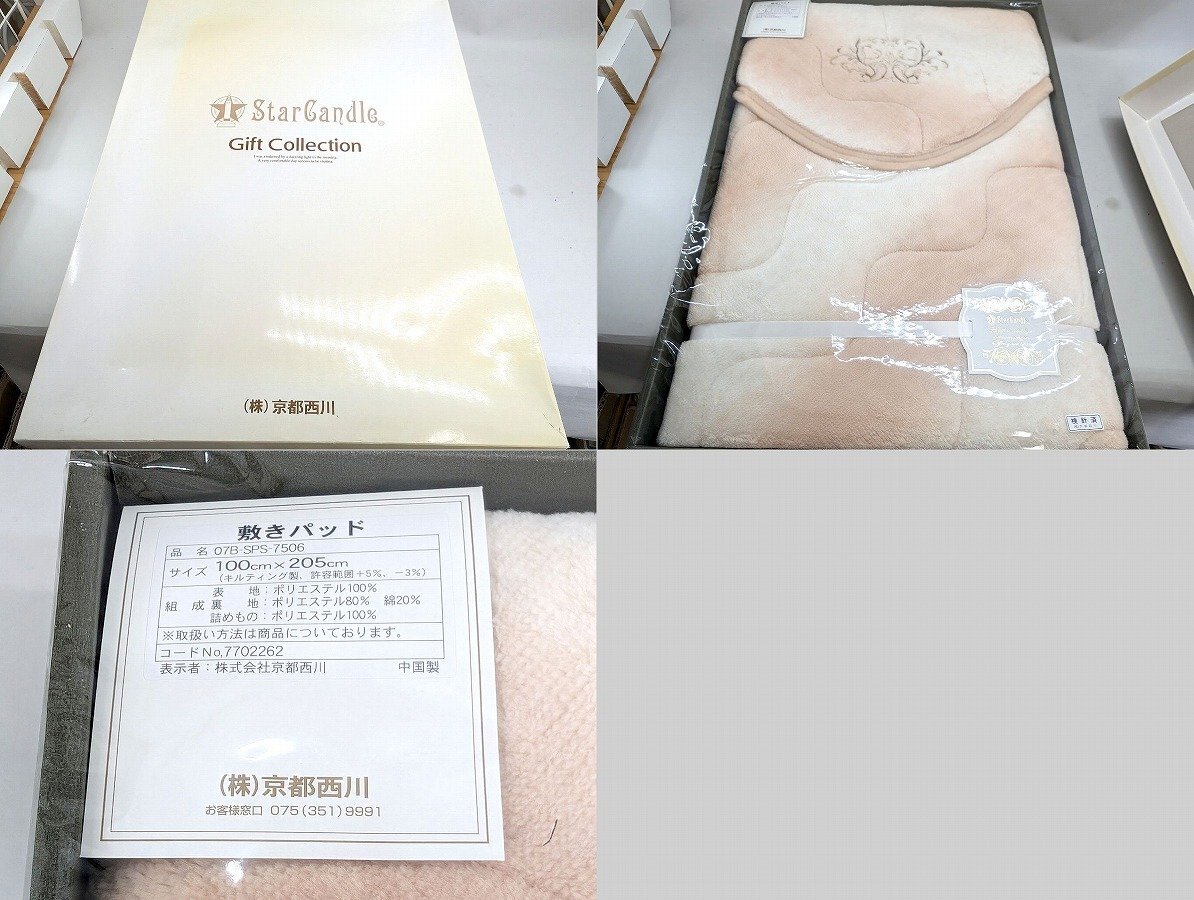 StarCandle®
Gift Collection
(株)京都西川
検針済
敷きパッド
品 名 07B-SPS-7506
サイズ 100cm×205cm
(キルティング製、許容範囲+5%、-3%)
表 地:ポリエステル100%
組 成 裏 地:ポリエステル80% 綿20%
詰めもの:ポリエステル100%
※取扱い方法は商品についております。
コードNo,7702262
表示者:株式会社京都西川 中国製
(株)京都西川
お客様窓口 075(351)9991